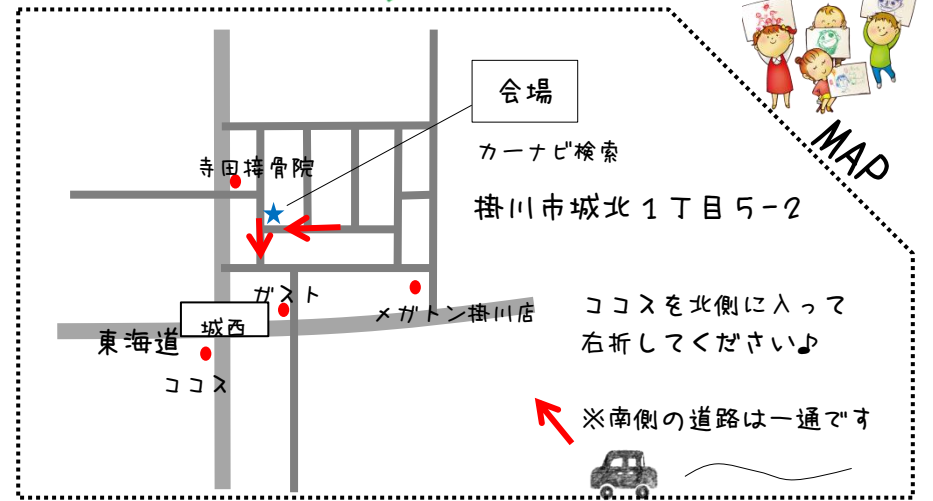 MAP
会場
カーナビ検索
寺田接骨院
掛川市城北1丁目5-2
ガスト
メガトン掛川店
城西
東海道
ココス
ココスを北側に入って
右折してください♪
※南側の道路は一通です